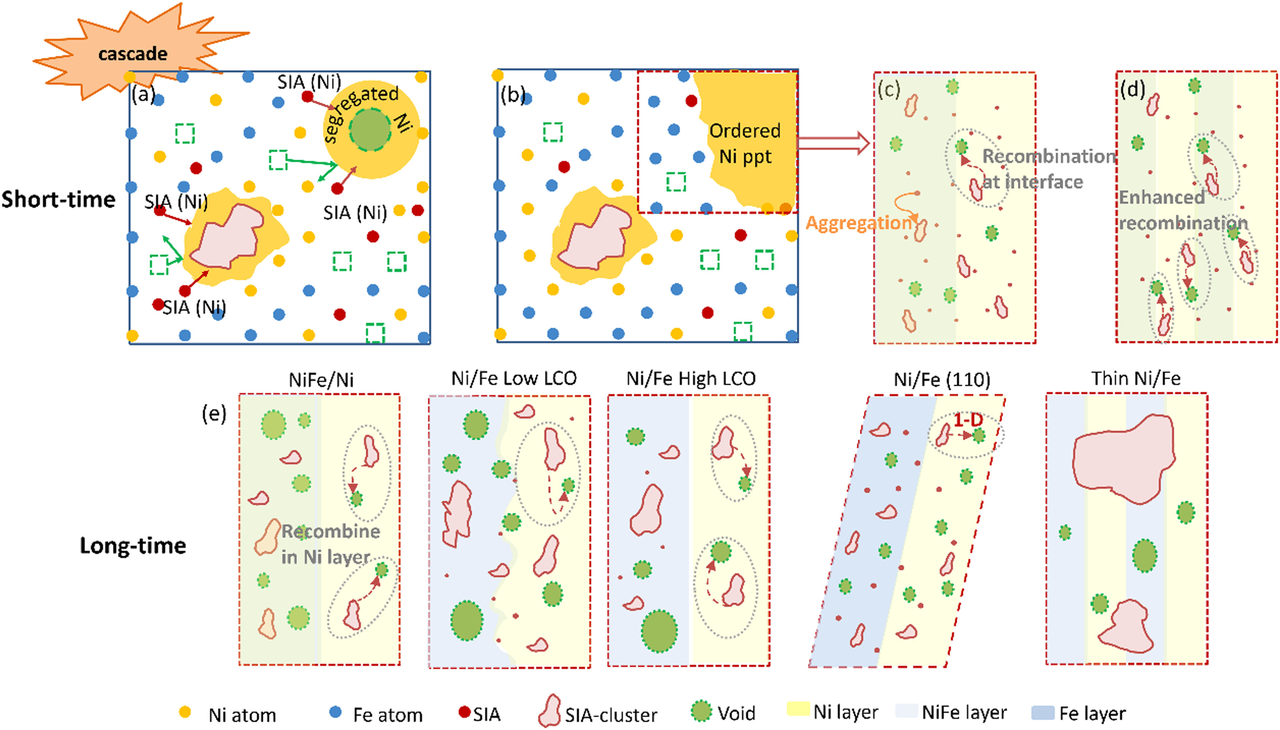 cascade
(a)
SIA (Ni)
segregated
Ni
SIA (Ni)
SIA (Ni)
SIA (Ni)
Short-time
(b)
Ordered
Ni ppt
(c)
Recombination
at interface
Aggregation
(d)
Enhanced
recombination
Long-time
(e)
NiFe/Ni
Recombine
in Ni layer
Ni/Fe Low LCO
Ni/Fe High LCO
Ni/Fe (110)
1-D
Thin Ni/Fe
Ni atom
Fe atom
SIA
SIA-cluster
Void
Ni layer
NiFe layer
Fe layer